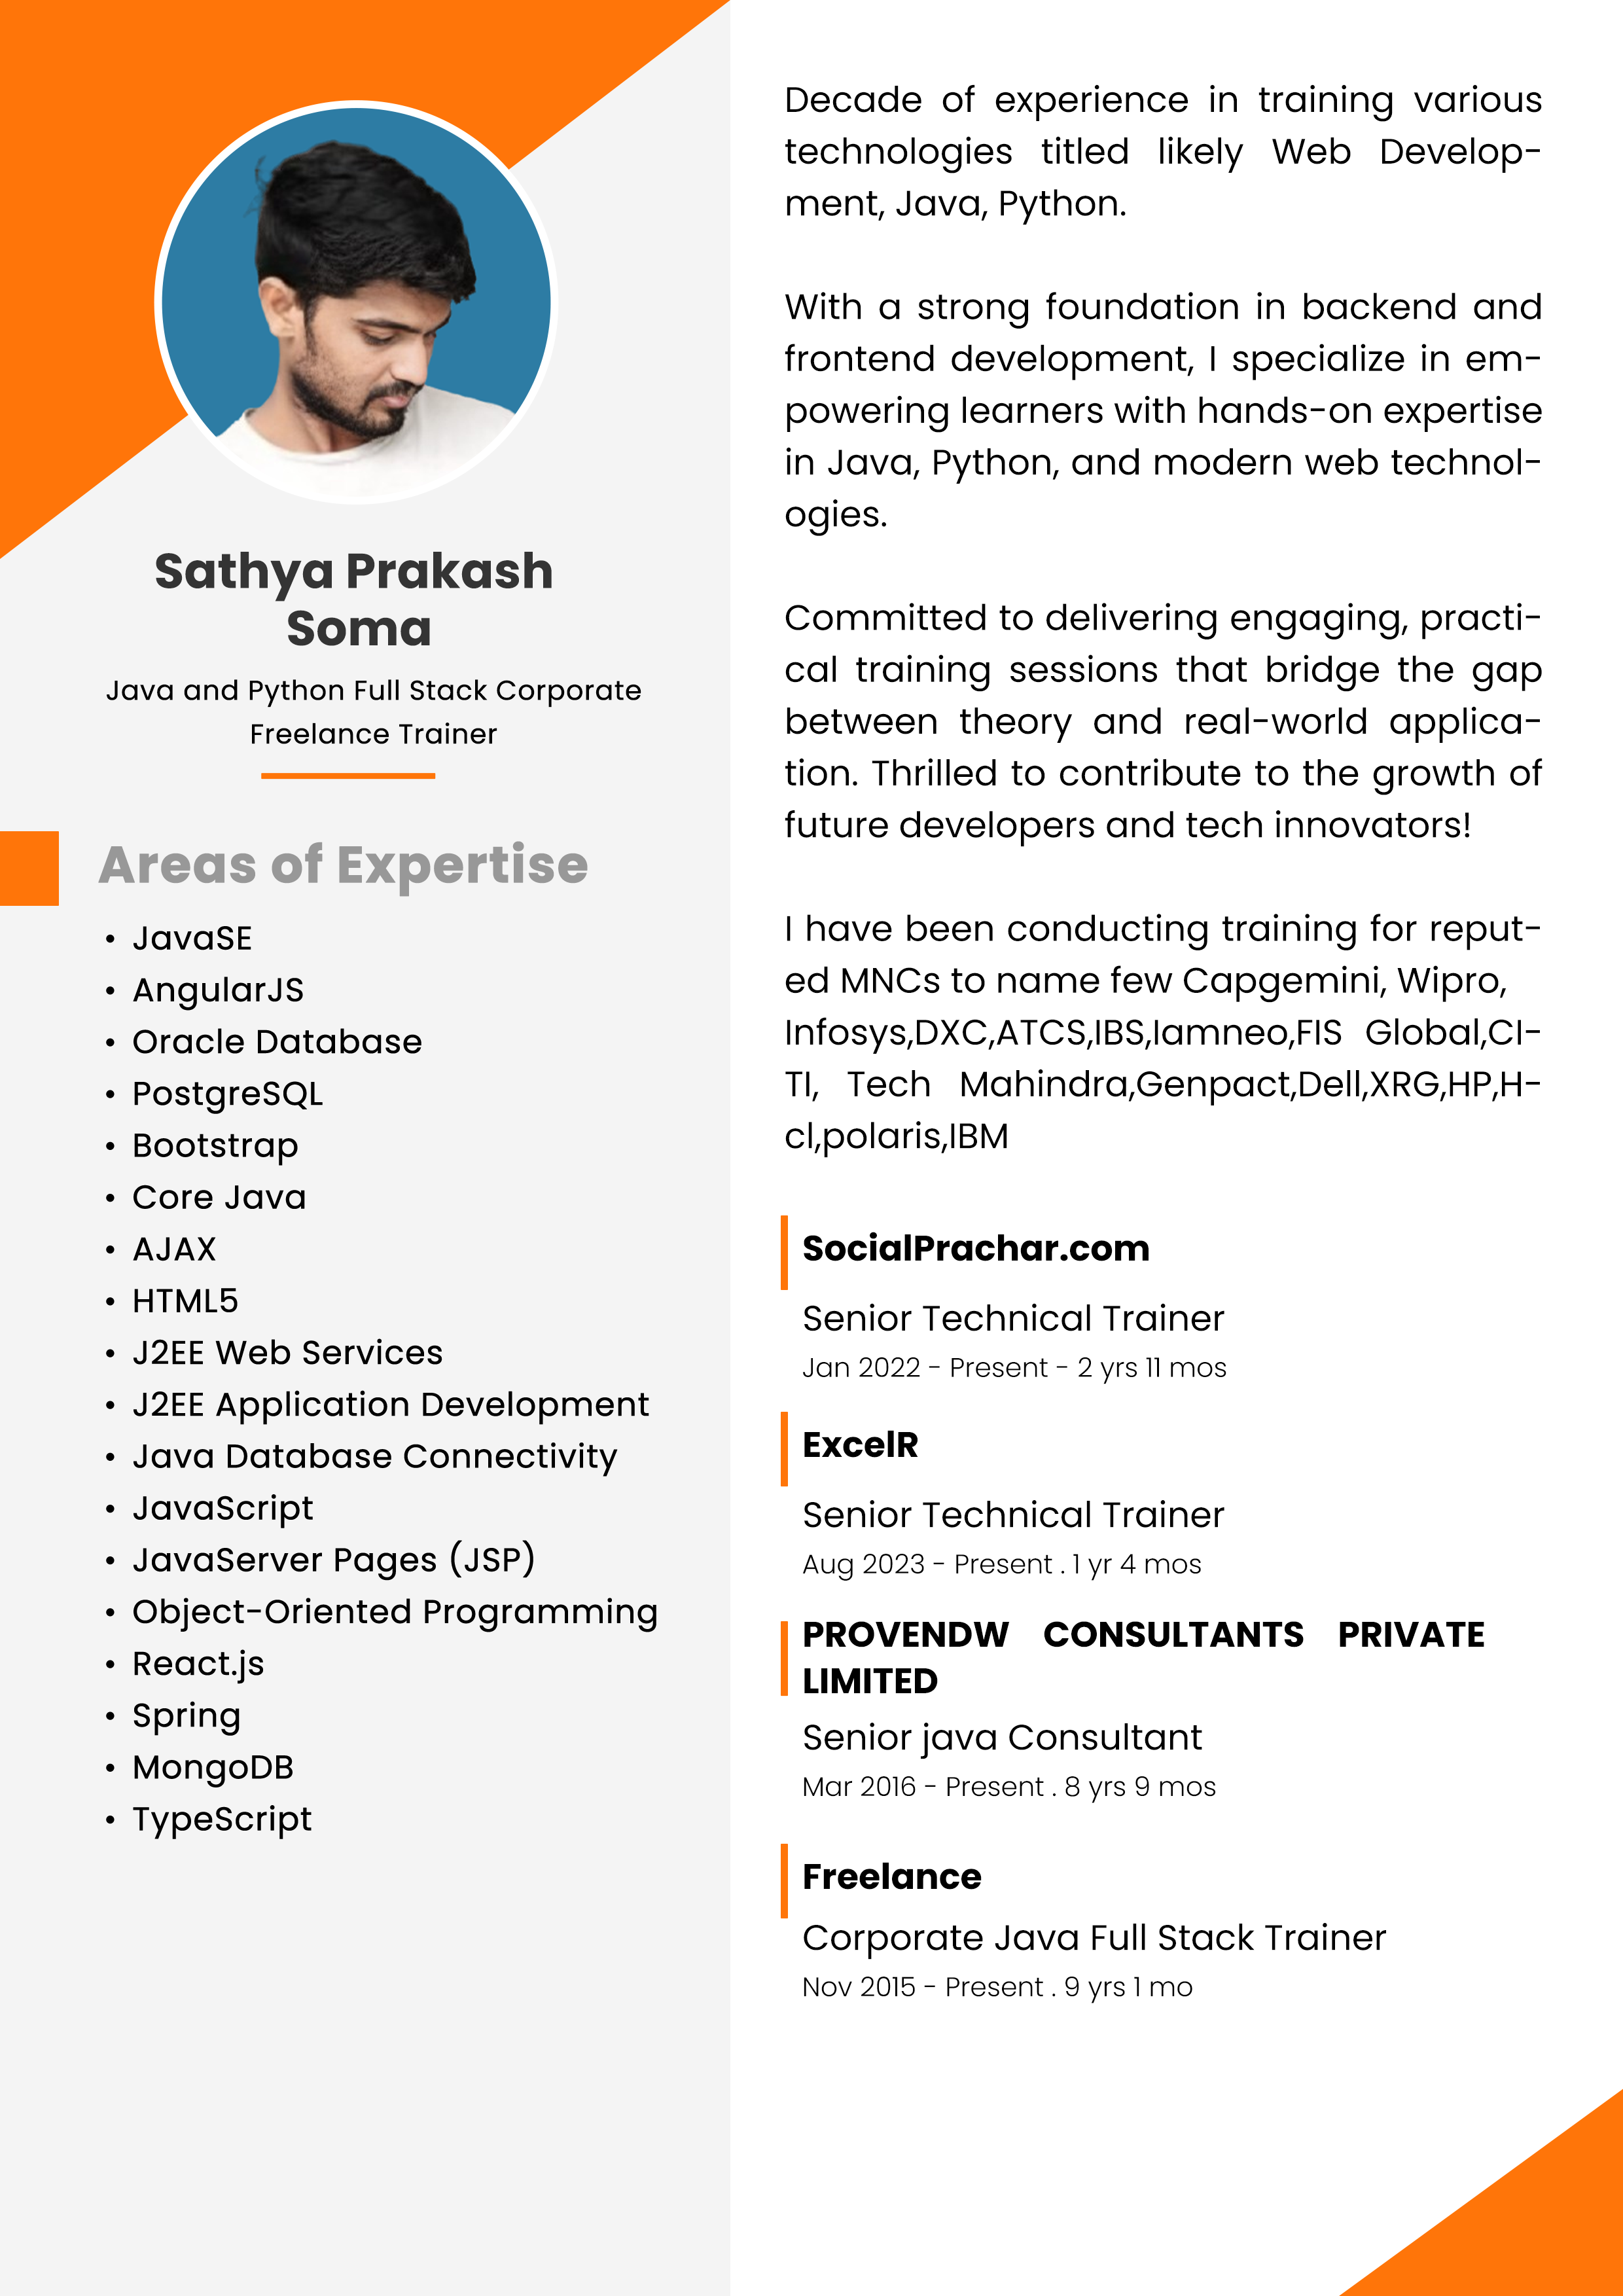 Sathya Prakash
Soma
Java and Python Full Stack Corporate
Freelance Trainer
Areas of Expertise
• JavaSE
• AngularJS
• Oracle Database
• PostgreSQL
• Bootstrap
• Core Java
• AJAX
• HTML5
• J2EE Web Services
• J2EE Application Development
• Java Database Connectivity
• JavaScript
• JavaServer Pages (JSP)
• Object-Oriented Programming
• React.js
• Spring
• MongoDB
• TypeScript
Decade of experience in training various
technologies titled likely Web Develop-
ment, Java, Python.
With a strong foundation in backend and
frontend development, I specialize in em-
powering learners with hands-on expertise
in Java, Python, and modern web technol-
ogies.
Committed to delivering engaging, practi-
cal training sessions that bridge the gap
between theory and real-world applica-
tion. Thrilled to contribute to the growth of
future developers and tech innovators!
I have been conducting training for reput-
ed MNCs to name few Capgemini, Wipro,
Infosys,DXC,ATCS,IBS,Iamneo,FIS Global,CI-
TI, Tech Mahindra,Genpact,Dell,XRG,HP,H-
cl,polaris,IBM
SocialPrachar.com
Senior Technical Trainer
Jan 2022 - Present - 2 yrs 11 mos
ExcelR
Senior Technical Trainer
Aug 2023 - Present . 1 yr 4 mos
PROVENDW CONSULTANTS PRIVATE
LIMITED
Senior java Consultant
Mar 2016 - Present . 8 yrs 9 mos
Freelance
Corporate Java Full Stack Trainer
Nov 2015 - Present . 9 yrs 1 mo